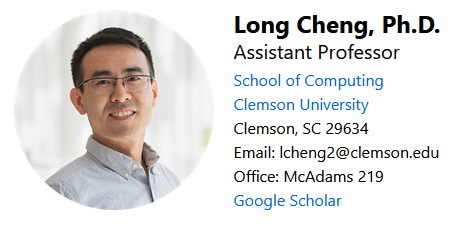 Long Cheng, Ph.D.
Assistant Professor
School of Computing
Clemson University
Clemson, SC 29634
Email: lcheng2@clemson.edu
Office: McAdams 219
Google Scholar